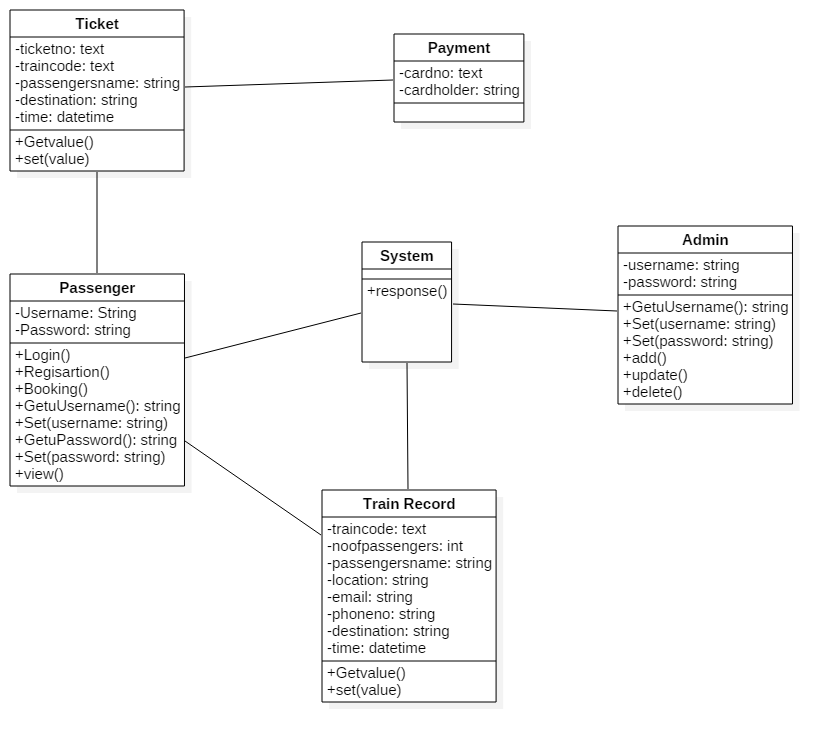 Ticket
-ticketno: text
-traincode: text
-passengersname: string
-destination: string
-time: datetime
+Getvalue()
+set(value)
Payment
-cardno: text
-cardholder: string
Passenger
-Username: String
-Password: string
+Login()
+Regisartion()
+Booking()
+GetuUsername(): string
+Set(username: string)
+GetuPassword(): string
+Set(password: string)
+view()
System
+response()
Admin
-username: string
-password: string
+GetuUsername(): string
+Set(username: string)
+Set(password: string)
+add()
+update()
+delete()
Train Record
-traincode: text
-noofpassengers: int
-passengersname: string
-location: string
-email: string
-phoneno: string
-destination: string
-time: datetime
+Getvalue()
+set(value)